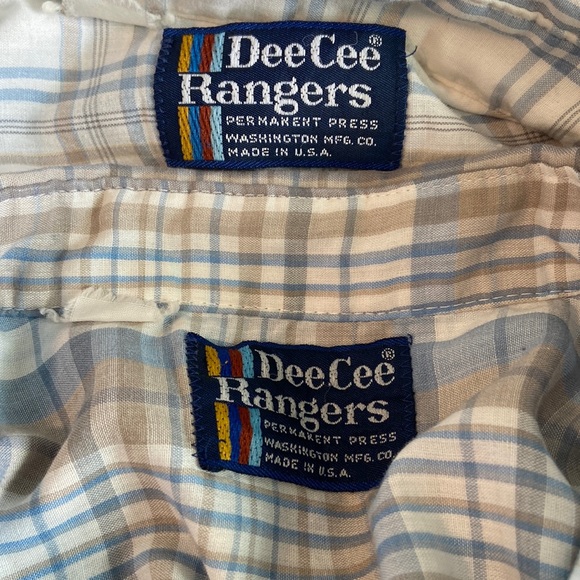 DeeCee®
Rangers
PERMANENT PRESS
WASHINGTON MFG. CO.
MADE IN U.S.A.
DeeCee®
Rangers
PERMANENT PRESS
WASHINGTON MFG. CO.
MADE IN U.S.A.